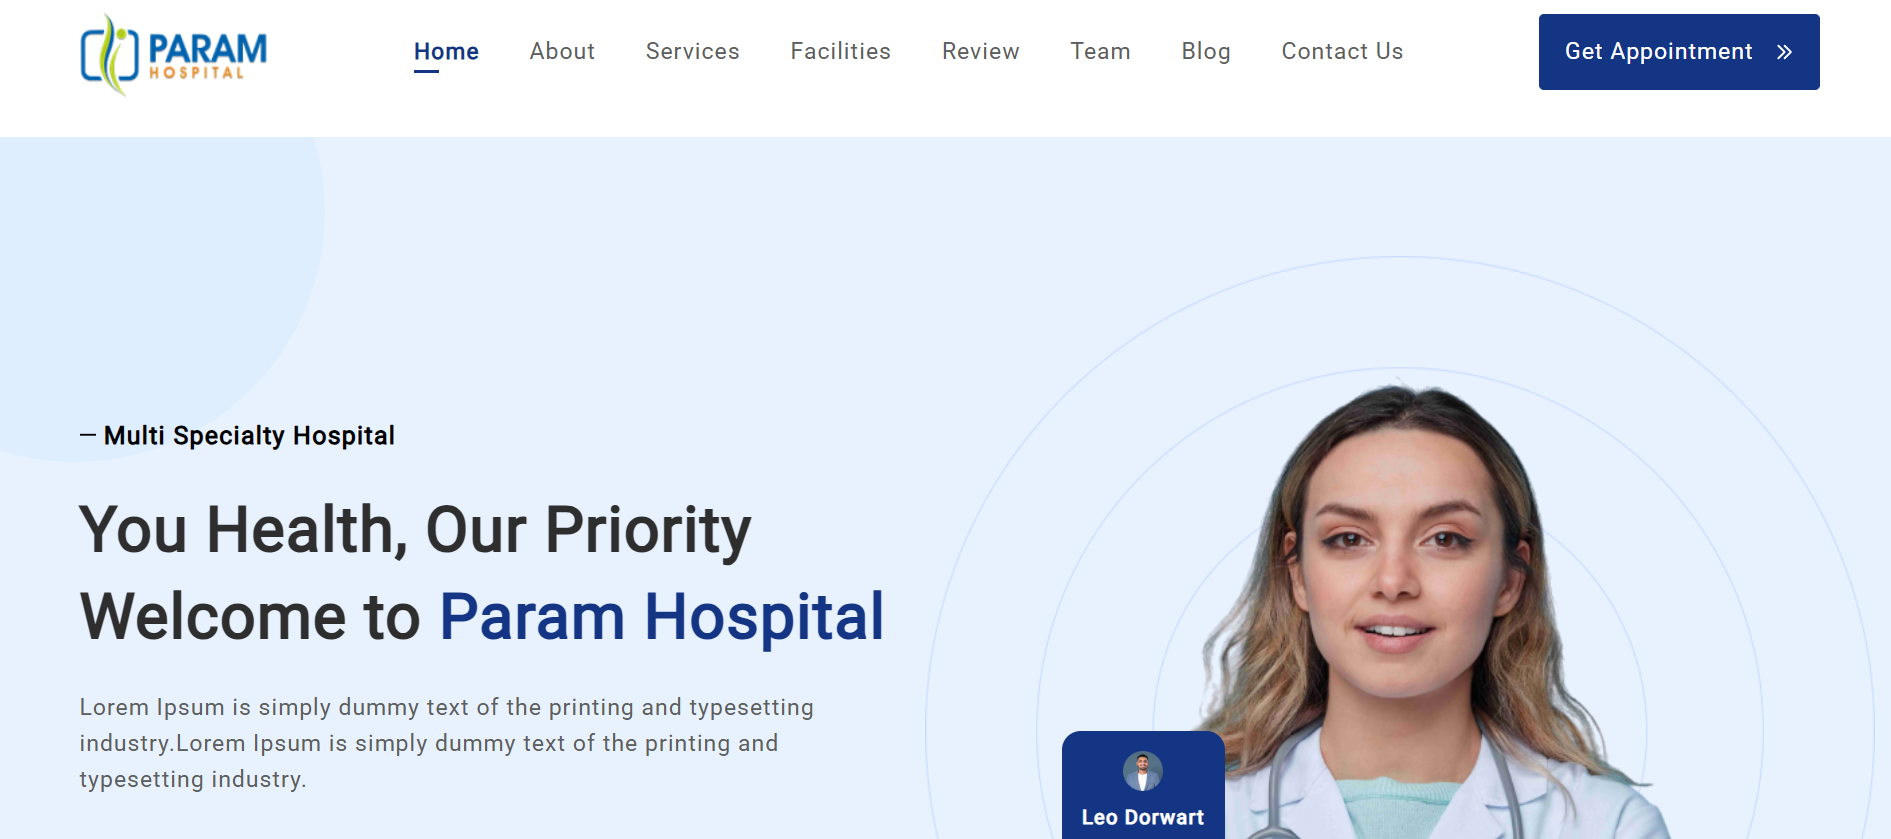 PARAM
HOSPITAL
Home About Services Facilities Review Team Blog Contact Us
Get Appointment »
— Multi Specialty Hospital
You Health, Our Priority
Welcome to Param Hospital
Lorem Ipsum is simply dummy text of the printing and typesetting
industry.Lorem Ipsum is simply dummy text of the printing and
typesetting industry.
Leo Dorwart